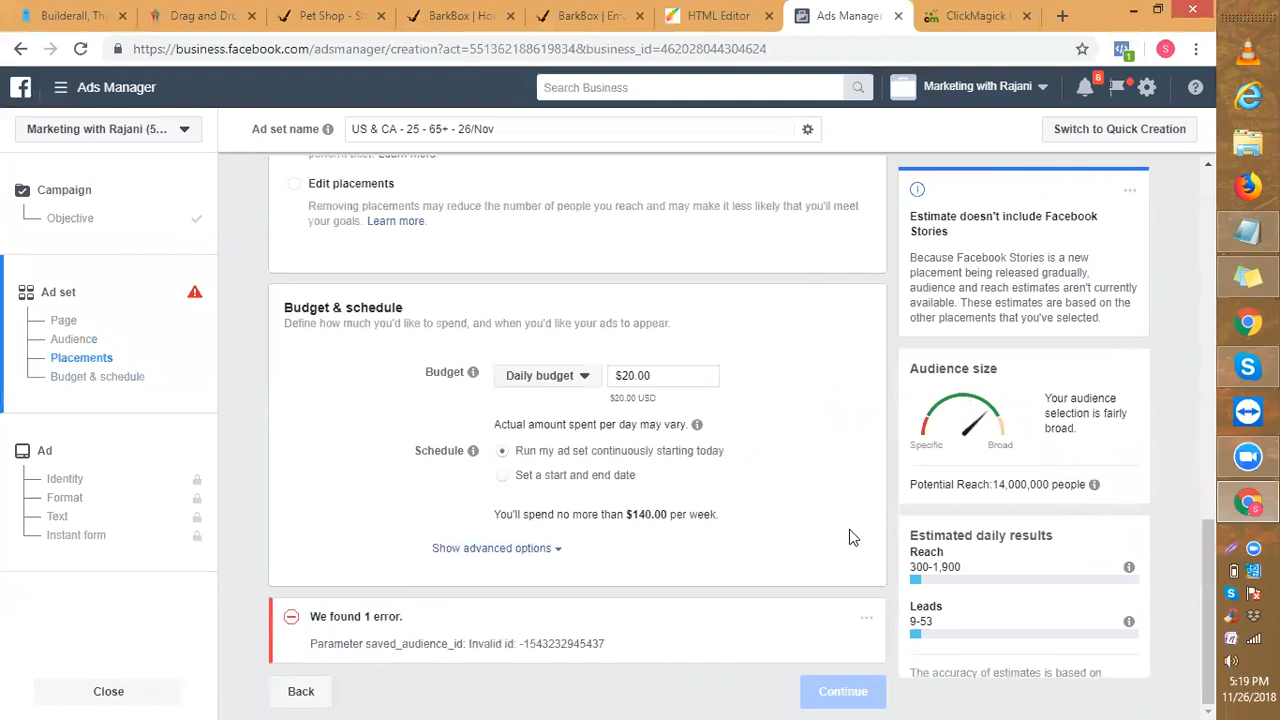 Builderall, Th
Drag and Dr
Pet Shop - S
BarkBox | Ho
BarkBox | Em
HTML Editor
Ads Manager
ClickMagick |
https://business.facebook.com/adsmanager/creation?act=551362188619834&business_id=462028044304624
1
S
Ads Manager
Search Business
Marketing with Rajani
8
Marketing with Rajani (5...
Ad set name
US & CA - 25 - 65+ - 26/Nov
Switch to Quick Creation
Campaign
Objective
Ad set
Page
Audience
Placements
Budget & schedule
Ad
Identity
Format
Text
Instant form
Close
Edit placements
Removing placements may reduce the number of people you reach and may make it less likely that you'll meet
your goals. Learn more.
Budget & schedule
Define how much you'd like to spend, and when you'd like your ads to appear.
Budget
Daily budget
$20.00
$20.00 USD
Actual amount spent per day may vary.
Schedule
Run my ad set continuously starting today
Set a start and end date
You'll spend no more than $140.00 per week.
Show advanced options
We found 1 error.
Parameter saved_audience_id: Invalid id: -1543232945437
Back
Continue
Estimate doesn't include Facebook
Stories
Because Facebook Stories is a new
placement being released gradually,
audience and reach estimates aren't currently
available. These estimates are based on the
other placements that you've selected.
Audience size
Specific
Broad
Your audience
selection is fairly
broad.
Potential Reach:14,000,000 people
Estimated daily results
Reach
300-1,900
Leads
9-53
The accuracy of estimates is based on
5:19 PM
11/26/2018